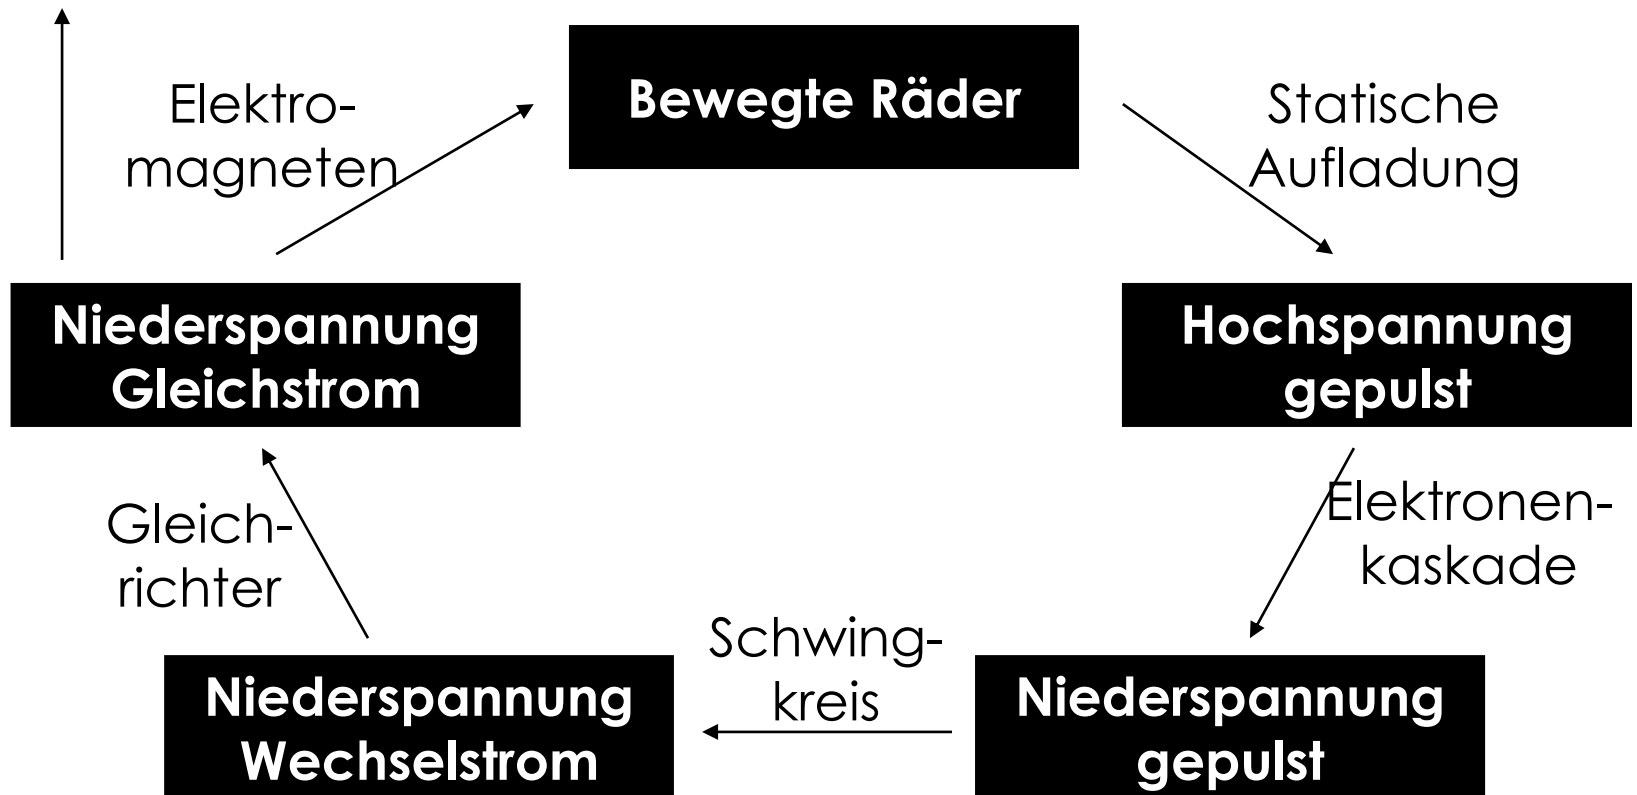 Bewegte Räder
Statische
Aufladung
Hochspannung
gepulst
Elektronen-
kaskade
Niederspannung
gepulst
Schwing-
kreis
Niederspannung
Wechselstrom
Gleich-
richter
Niederspannung
Gleichstrom
Elektro-
magneten